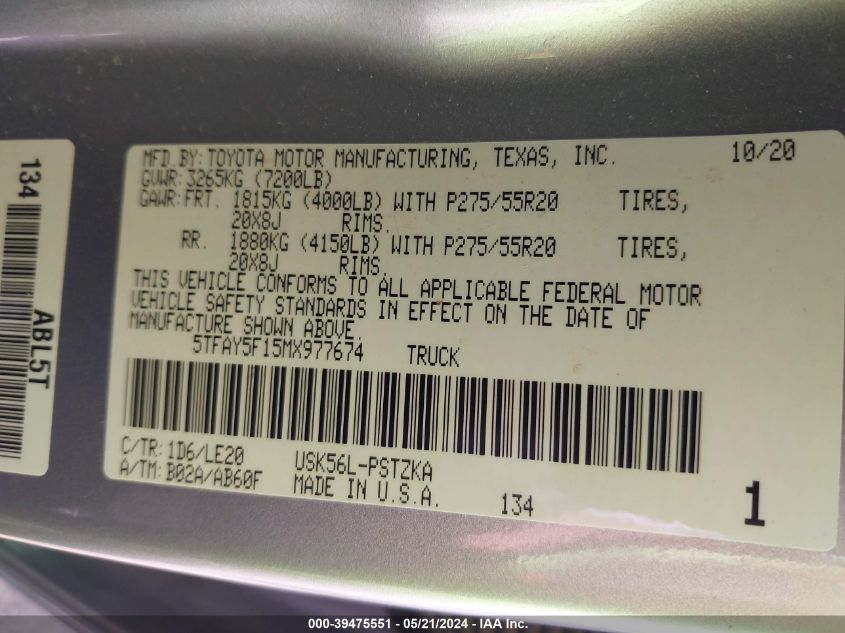 134
ABL5T
MFD.BY:TOYOTA MOTOR MANUFACTURING, TEXAS, INC. 10/20
GVWR:3265KG (7200LB)
GAWR:FRT. 1815KG (4000LB) WITH P275/55R20 TIRES,
20X8J RIMS.
RR. 1880KG (4150LB) WITH P275/55R20 TIRES,
20X8J RIMS.
THIS VEHICLE CONFORMS TO ALL APPLICABLE FEDERAL MOTOR
VEHICLE SAFETY STANDARDS IN EFFECT ON THE DATE OF
MANUFACTURE SHOWN ABOVE.
5TFAY5F15MX977674 TRUCK
C/TR:1D6/LE20 USK56L-PSTZKA
A/TM:B02A/AB60F MADE IN U.S.A. 134 1
000-39475551 - 05/21/2024 - IAA Inc.